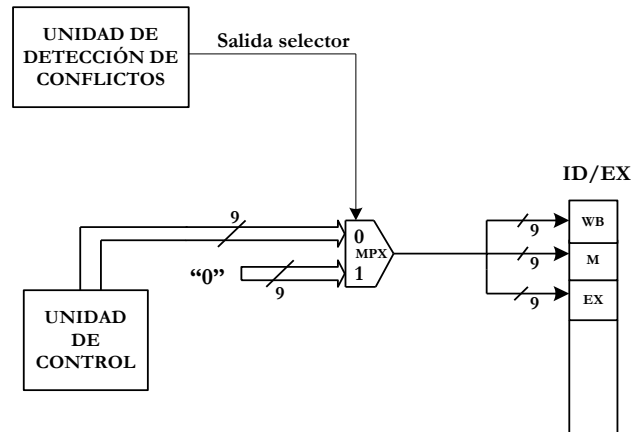 UNIDAD DE
DETECCIÓN DE
CONFLICTOS
Salida selector
ID/EX
9
0
MPX
1
“0”
9
9
WB
9
M
9
EX
UNIDAD
DE
CONTROL